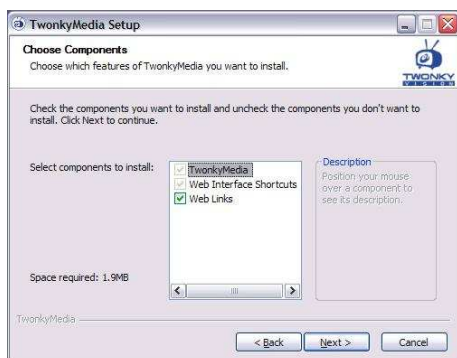 TwonkyMedia Setup
Choose Components
Choose which features of TwonkyMedia you want to install.
TWONKY
VISION
Check the components you want to install and uncheck the components you don't want to
install. Click Next to continue.
Select components to install:
TwonkyMedia
Web Interface Shortcuts
Web Links
Description
Position your mouse
over a component to
see its description.
Space required: 1.9MB
TwonkyMedia
< Back
Next >
Cancel